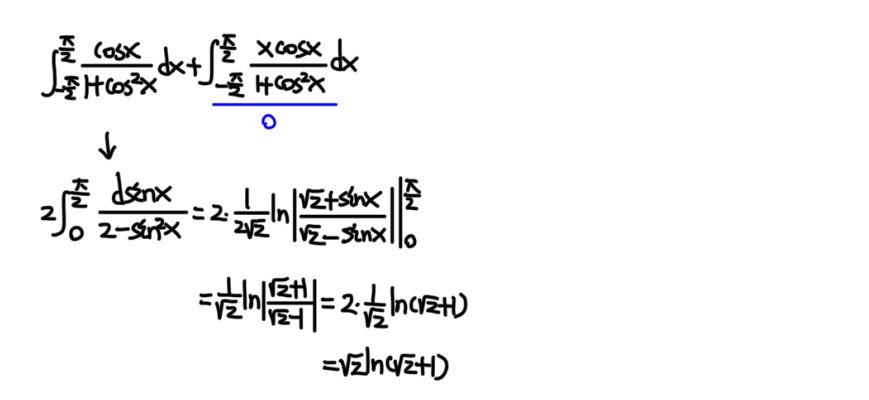 ∫_{-π/2}^{π/2} cosx/(1+cos²x) dx + ∫_{-π/2}^{π/2} xcosx/(1+cos²x) dx
0
↓
2∫_0^{π/2} dsinx/(2-sin²x) = 2·1/(2√2) ln|(√2+sinx)/(√2-sinx)| |_0^{π/2}
= 1/√2 ln|(√2+1)/(√2-1)| = 2·1/√2 ln(√2+1)
= √2 ln(√2+1)